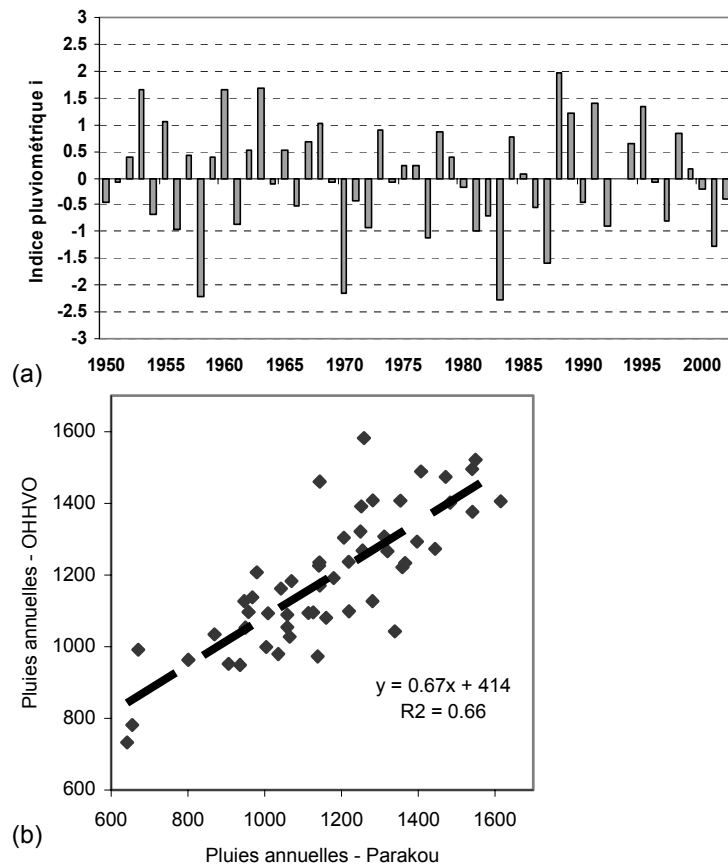 3
2.5
2
1.5
1
0.5
0
-0.5
-1
-1.5
-2
-2.5
-3
Indice pluviométrique i
1950 1955 1960 1965 1970 1975 1980 1985 1990 1995 2000
(a)
1600
1400
1200
1000
800
600
Pluies annuelles - OHHVO
y = 0.67x + 414
R2 = 0.66
600 800 1000 1200 1400 1600
(b)
Pluies annuelles - Parakou